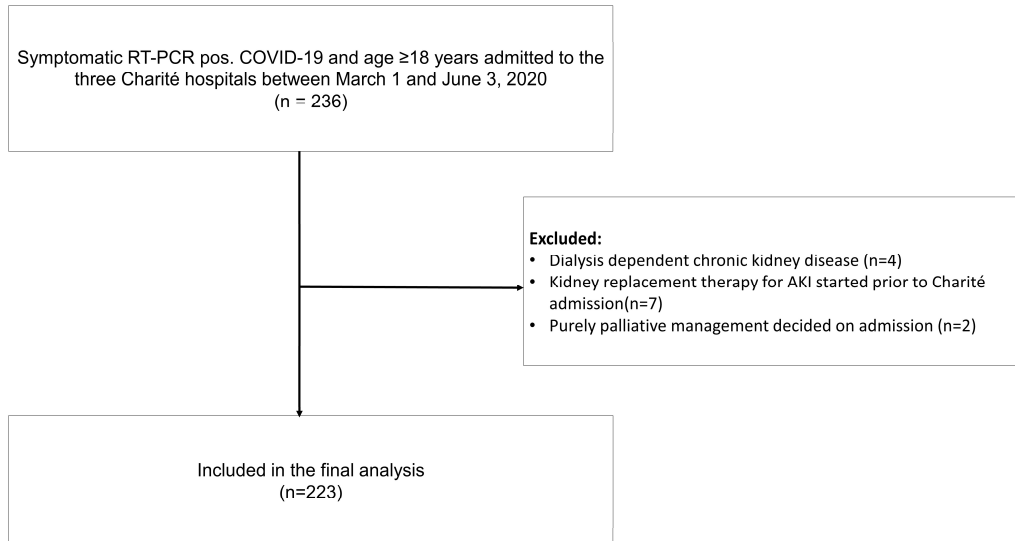 Symptomatic RT-PCR pos. COVID-19 and age ≥18 years admitted to the
three Charité hospitals between March 1 and June 3, 2020
(n = 236)
Excluded:
• Dialysis dependent chronic kidney disease (n=4)
• Kidney replacement therapy for AKI started prior to Charité
admission(n=7)
• Purely palliative management decided on admission (n=2)
Included in the final analysis
(n=223)